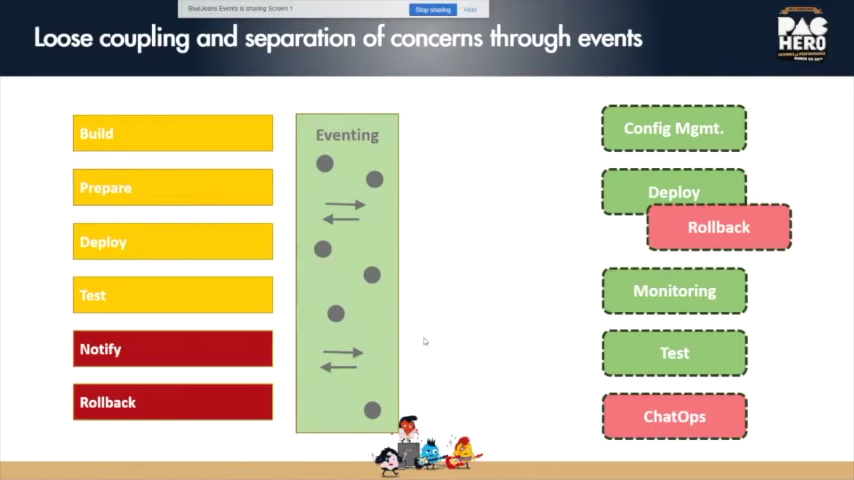 BlueJeans Events is sharing Screen 1
Stop sharing
Hide
Loose coupling and separation of concerns through events
PAC
HERO
Build
Prepare
Deploy
Test
Notify
Rollback
Eventing
Config Mgmt.
Deploy
Rollback
Monitoring
Test
ChatOps